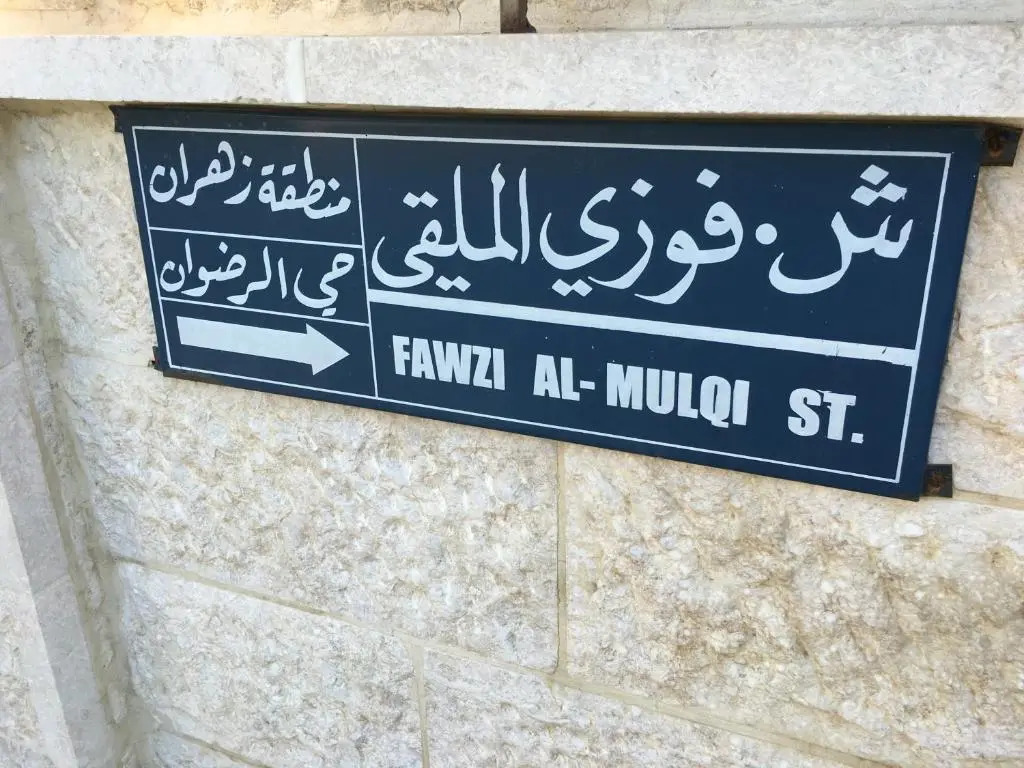 ش. فوزي الملقي
FAWZI AL-MULQI ST.
منطقة زهران
حي الرضوان